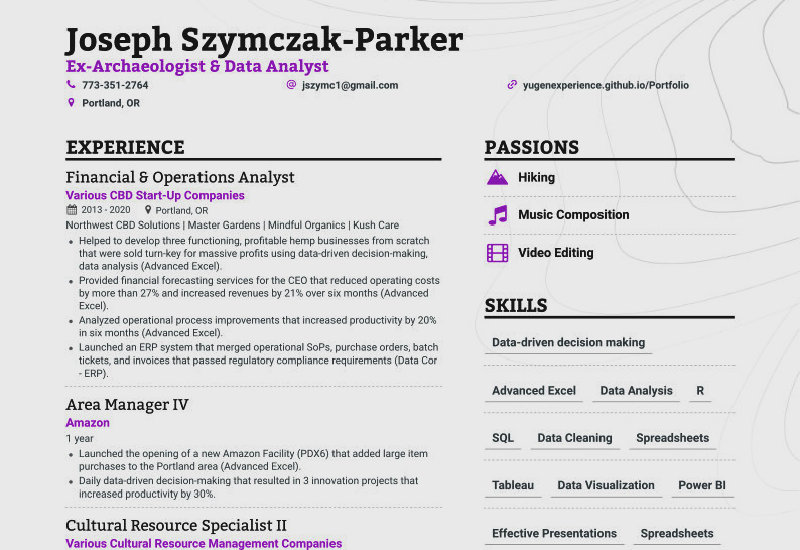 Joseph Szymczak-Parker
Ex-Archaeologist & Data Analyst
773-351-2764
jszymc1@gmail.com
yugenexperience.github.io/Portfolio
Portland, OR
EXPERIENCE
Financial & Operations Analyst
Various CBD Start-Up Companies
2013 - 2020 Portland, OR
Northwest CBD Solutions | Master Gardens | Mindful Organics | Kush Care
• Helped to develop three functioning, profitable hemp businesses from scratch
that were sold turn-key for massive profits using data-driven decision-making,
data analysis (Advanced Excel).
• Provided financial forecasting services for the CEO that reduced operating costs
by more than 27% and increased revenues by 21% over six months (Advanced
Excel).
• Analyzed operational process improvements that increased productivity by 20%
in six months (Advanced Excel).
• Launched an ERP system that merged operational SoPs, purchase orders, batch
tickets, and invoices that passed regulatory compliance requirements (Data Cor
- ERP).
Area Manager IV
Amazon
1 year
• Launched the opening of a new Amazon Facility (PDX6) that added large item
purchases to the Portland area (Advanced Excel).
• Daily data-driven decision-making that resulted in 3 innovation projects that
increased productivity by 30%.
Cultural Resource Specialist II
Various Cultural Resource Management Companies
PASSIONS
Hiking
Music Composition
Video Editing
SKILLS
Data-driven decision making
Advanced Excel Data Analysis R
SQL Data Cleaning Spreadsheets
Tableau Data Visualization Power BI
Effective Presentations Spreadsheets